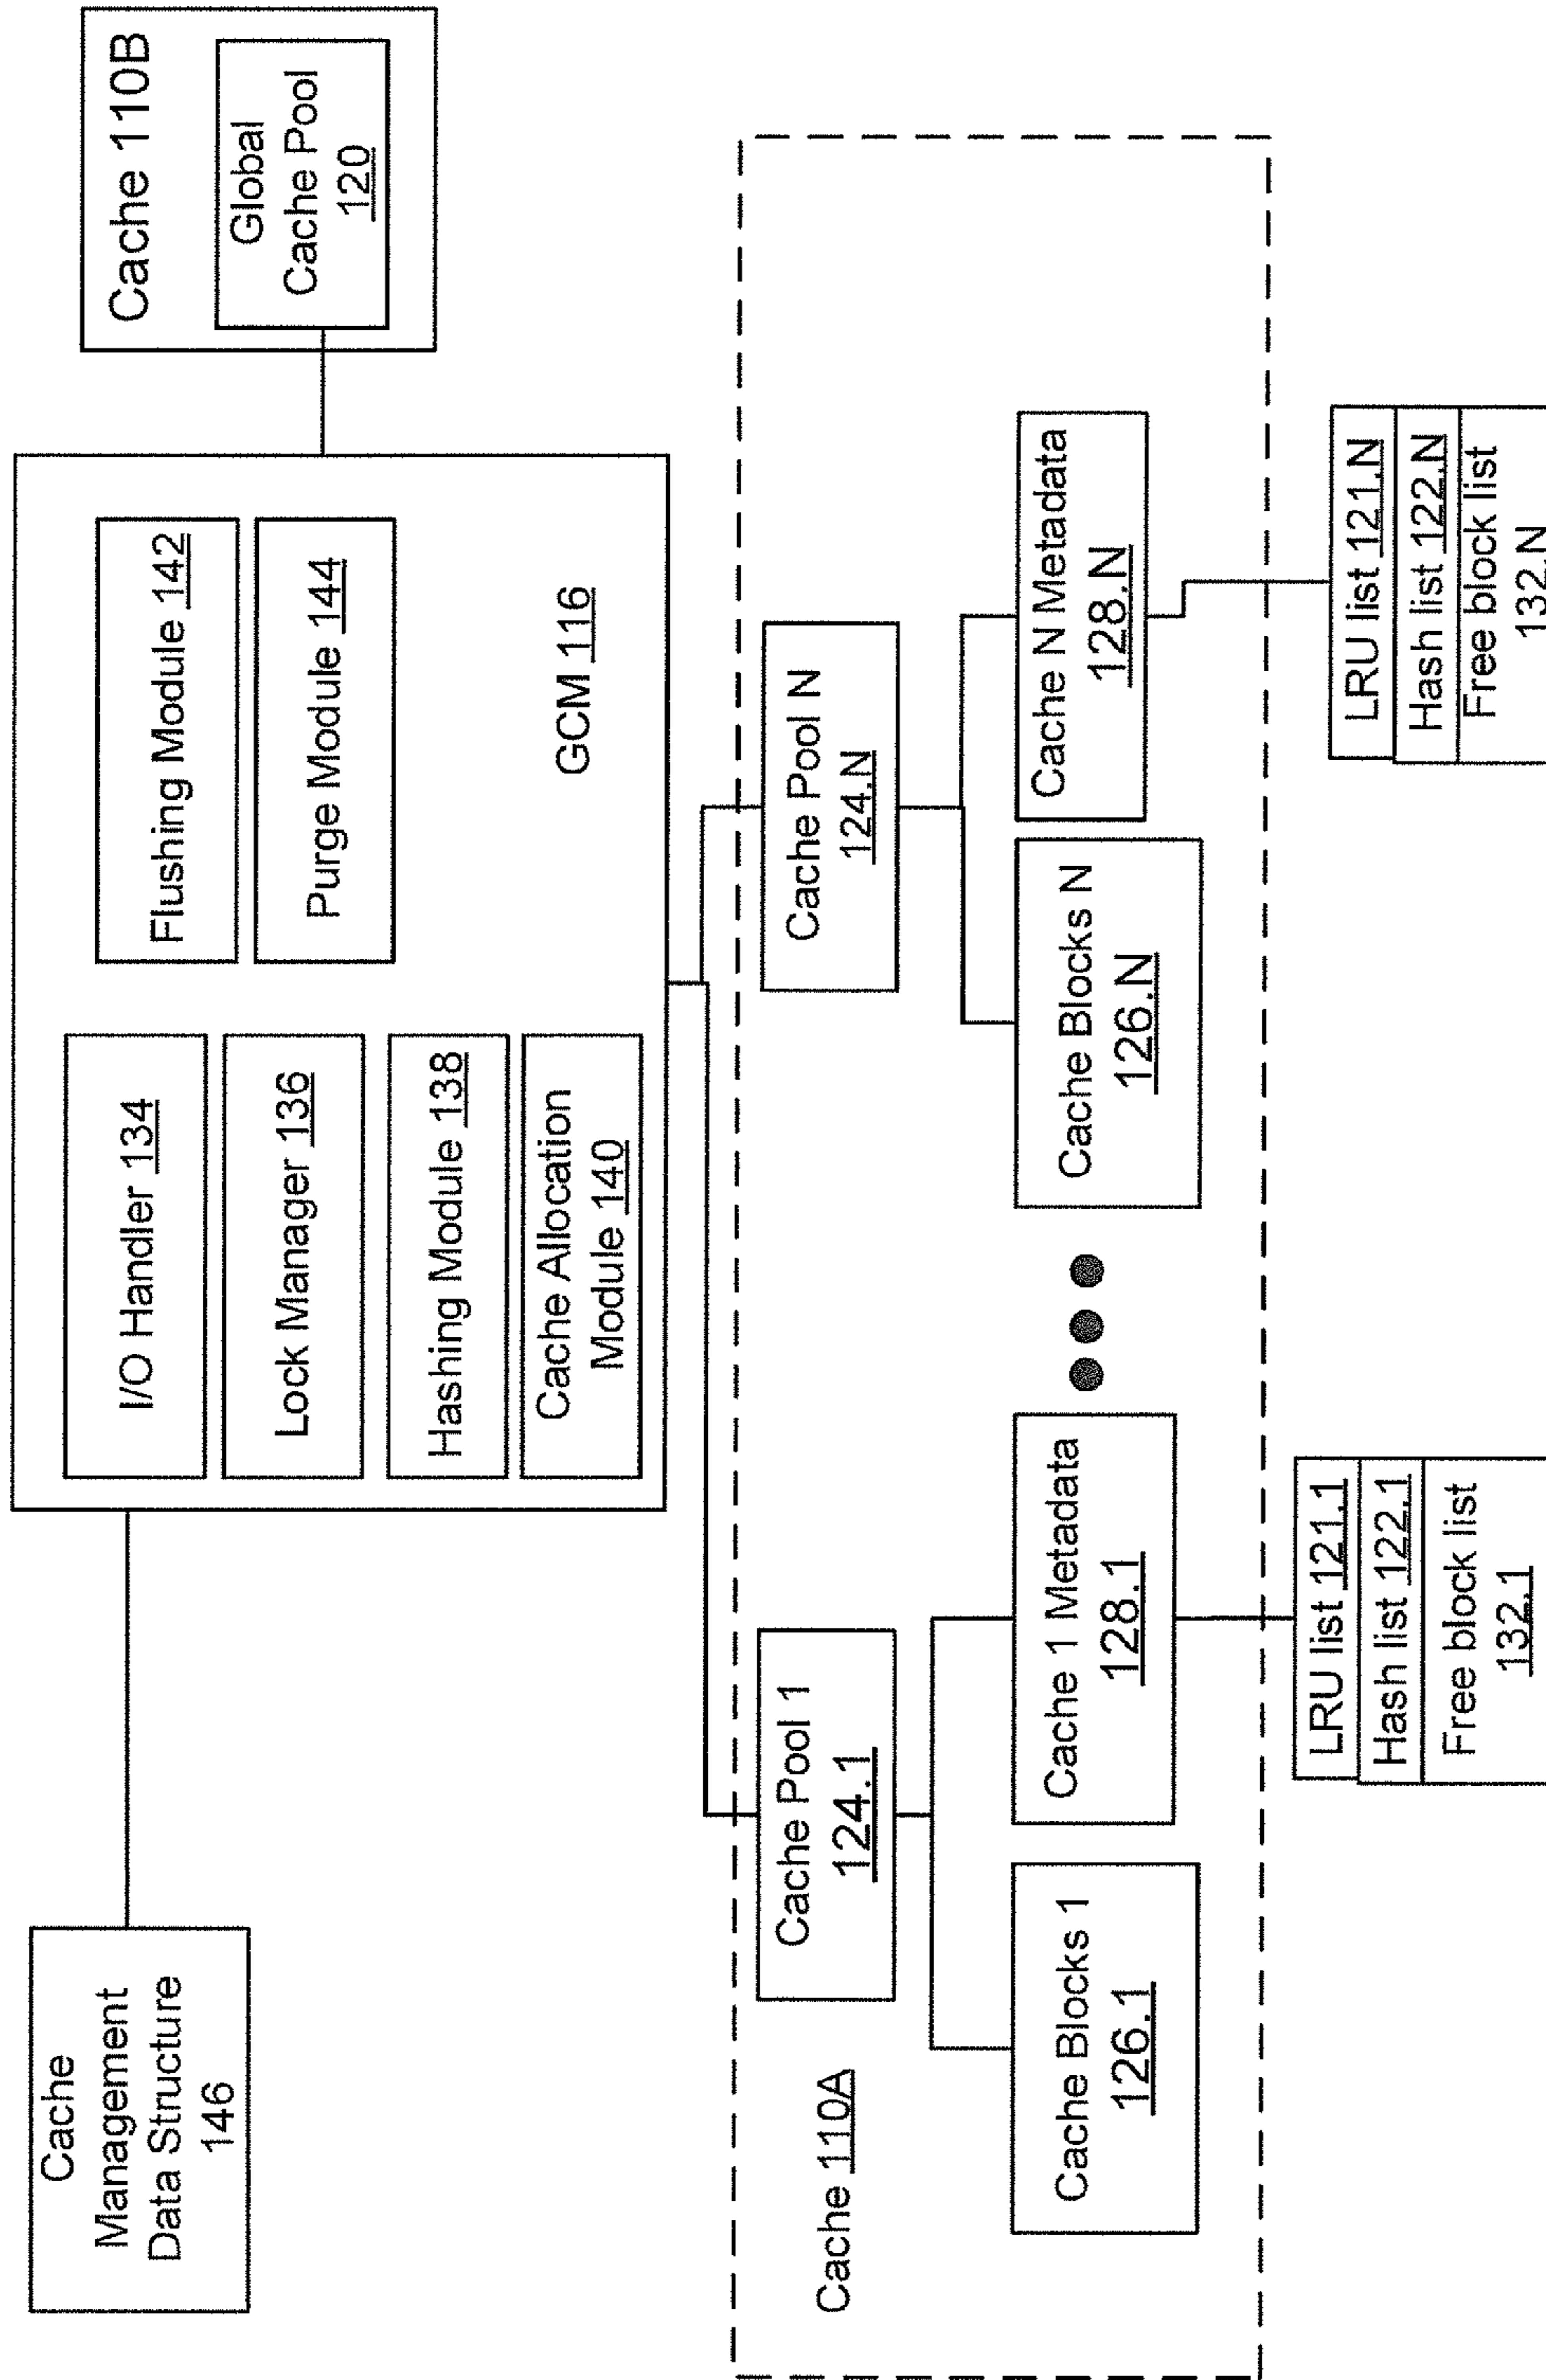 Cache
Management
Data Structure
146
I/O Handler 134
Lock Manager 136
Hashing Module 138
Cache Allocation
Module 140
Flushing Module 142
Purge Module 144
GCM 116
Cache 110B
Global
Cache Pool
120
Cache 110A
Cache Pool 1
124.1
Cache Blocks 1
126.1
Cache 1 Metadata
128.1
Cache Pool N
124.N
Cache Blocks N
126.N
Cache N Metadata
128.N
LRU list 121.1
Hash list 122.1
Free block list
132.1
LRU list 121.N
Hash list 122.N
Free block list
132.N